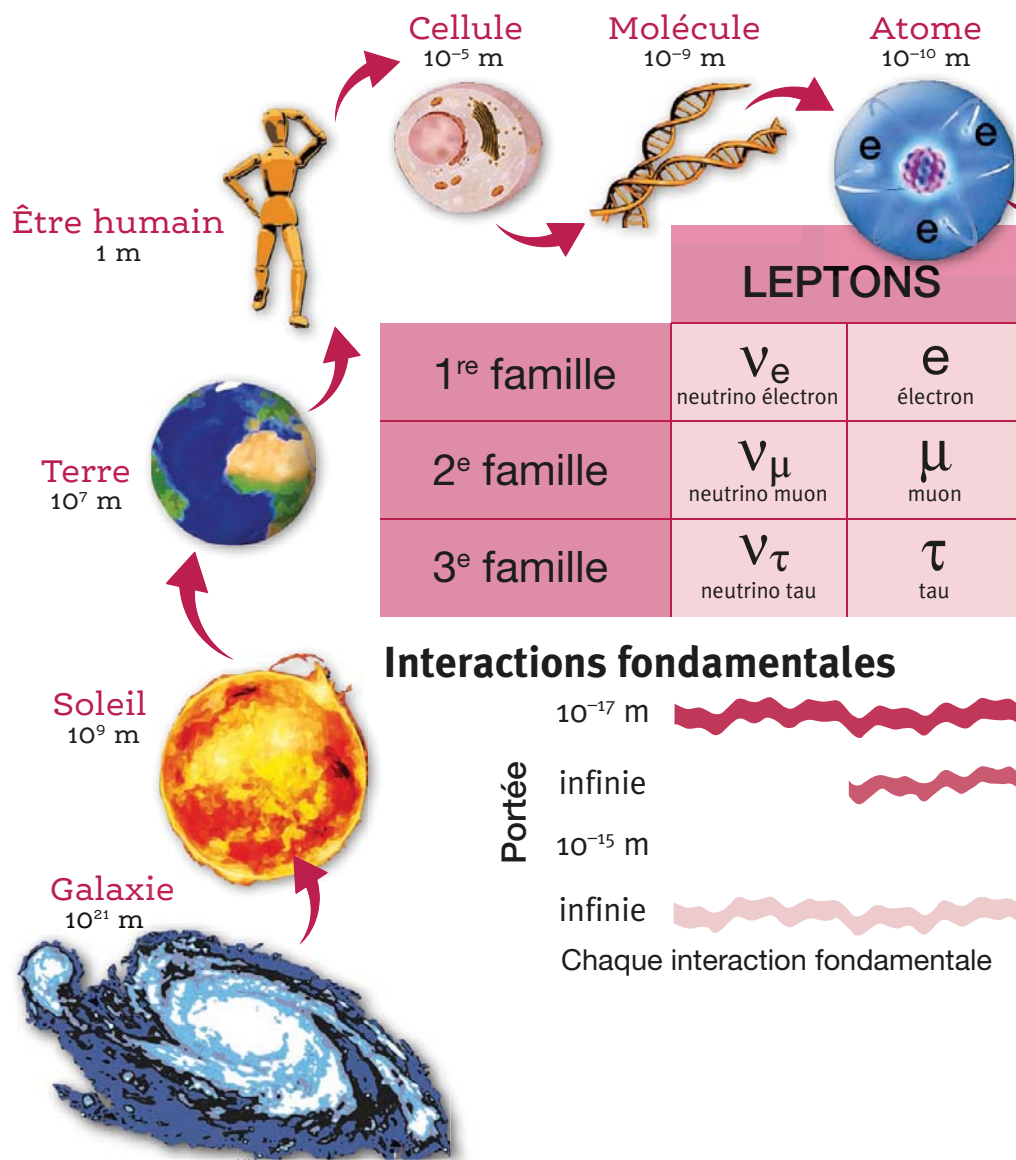 Cellule
10⁻⁵ m
Molécule
10⁻⁹ m
Atome
10⁻¹⁰ m
e
e
e
Être humain
1 m
LEPTONS
1re famille
νe
neutrino électron
e
électron
Terre
10⁷ m
2e famille
νμ
neutrino muon
μ
muon
3e famille
ντ
neutrino tau
τ
tau
Interactions fondamentales
Soleil
10⁹ m
Portée
10⁻¹⁷ m
infinie
10⁻¹⁵ m
infinie
Galaxie
10²¹ m
Chaque interaction fondamentale